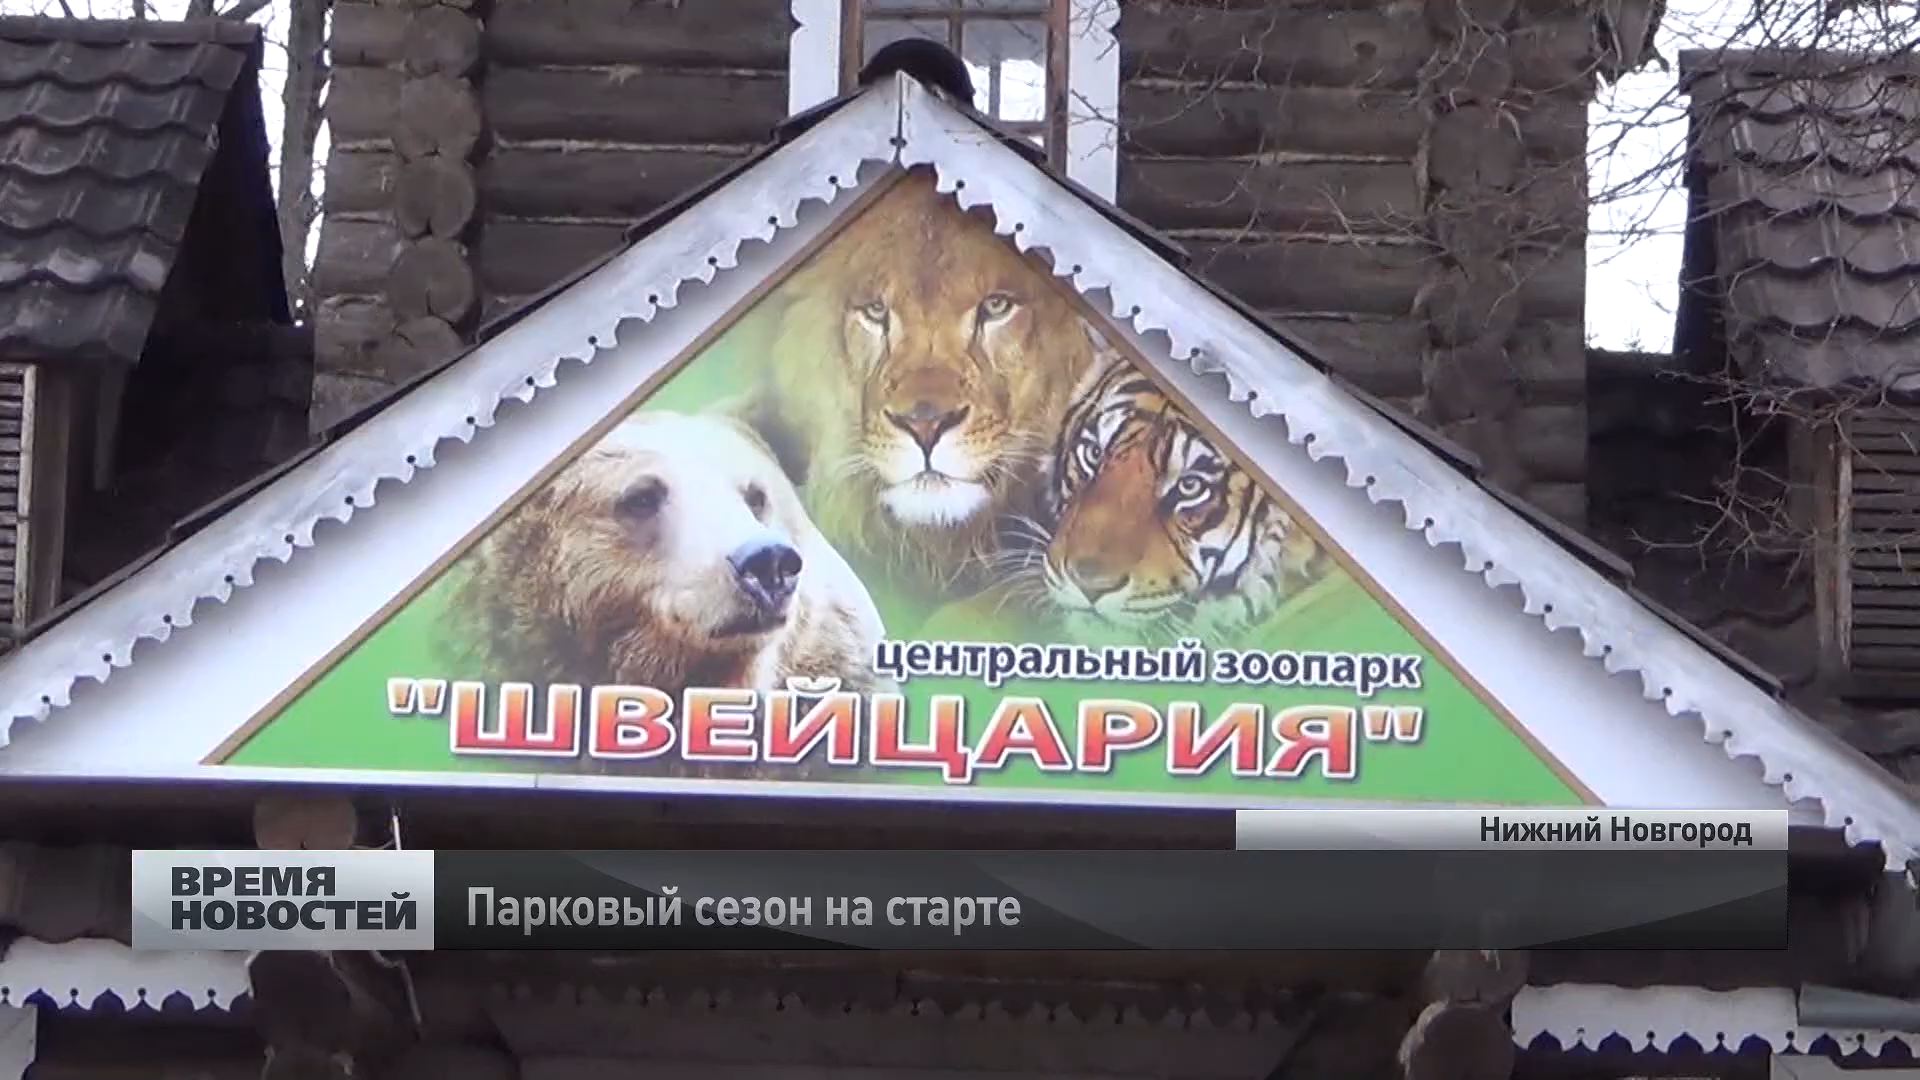 центральный зоопарк
"ШВЕЙЦАРИЯ"
Нижний Новгород
ВРЕМЯ
НОВОСТЕЙ
Парковый сезон на старте